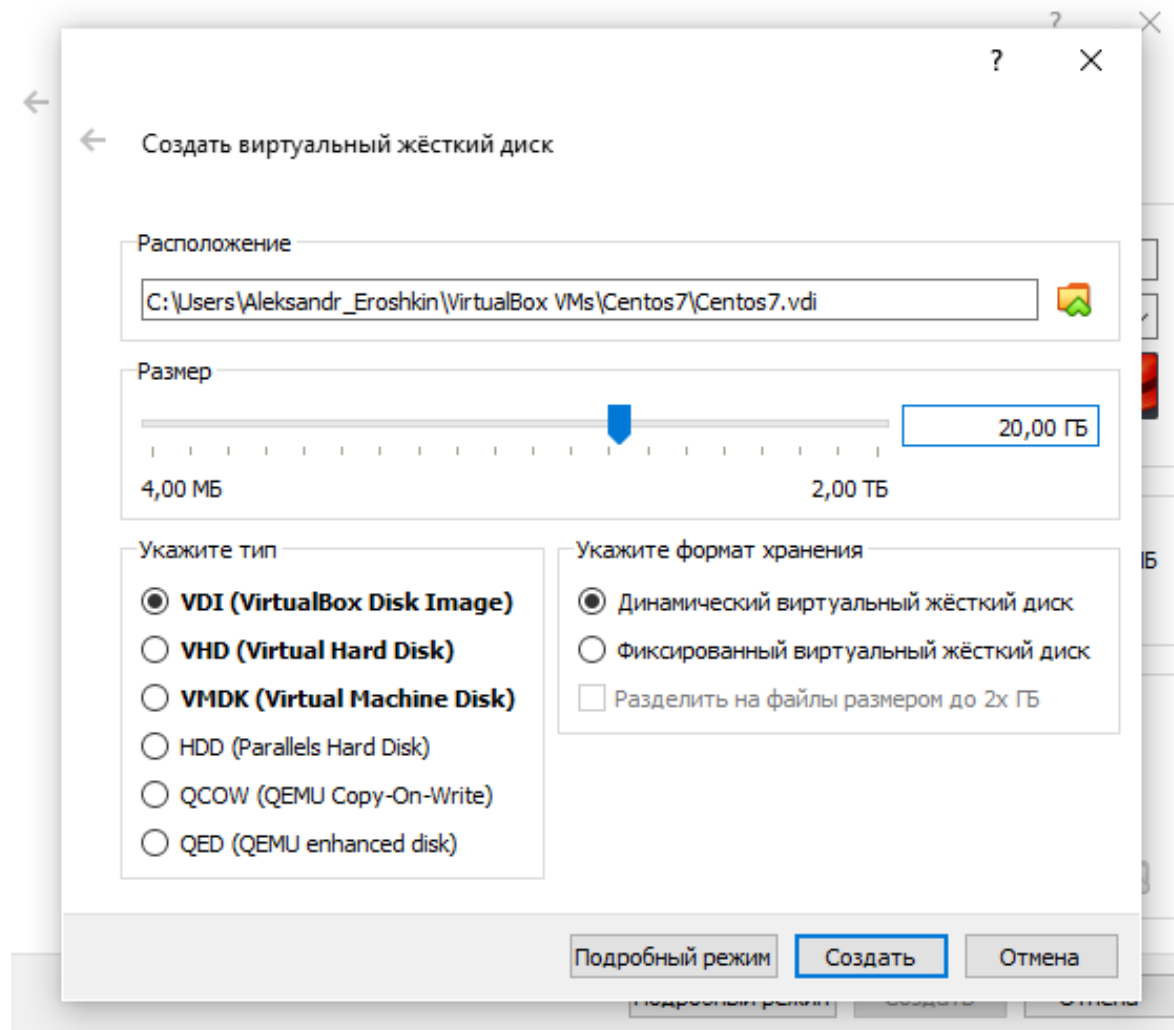 ?
?
Создать виртуальный жёсткий диск
Расположение
C:\Users\Aleksandr_Eroshkin\VirtualBox VMs\Centos7\Centos7.vdi
Размер
20,00 ГБ
4,00 МБ 2,00 ТБ
Укажите тип
VDI (VirtualBox Disk Image)
VHD (Virtual Hard Disk)
VMDK (Virtual Machine Disk)
HDD (Parallels Hard Disk)
QCOW (QEMU Copy-On-Write)
QED (QEMU enhanced disk)
Укажите формат хранения
Динамический виртуальный жёсткий диск
Фиксированный виртуальный жёсткий диск
Разделить на файлы размером до 2х ГБ
Подробный режим Создать Отмена